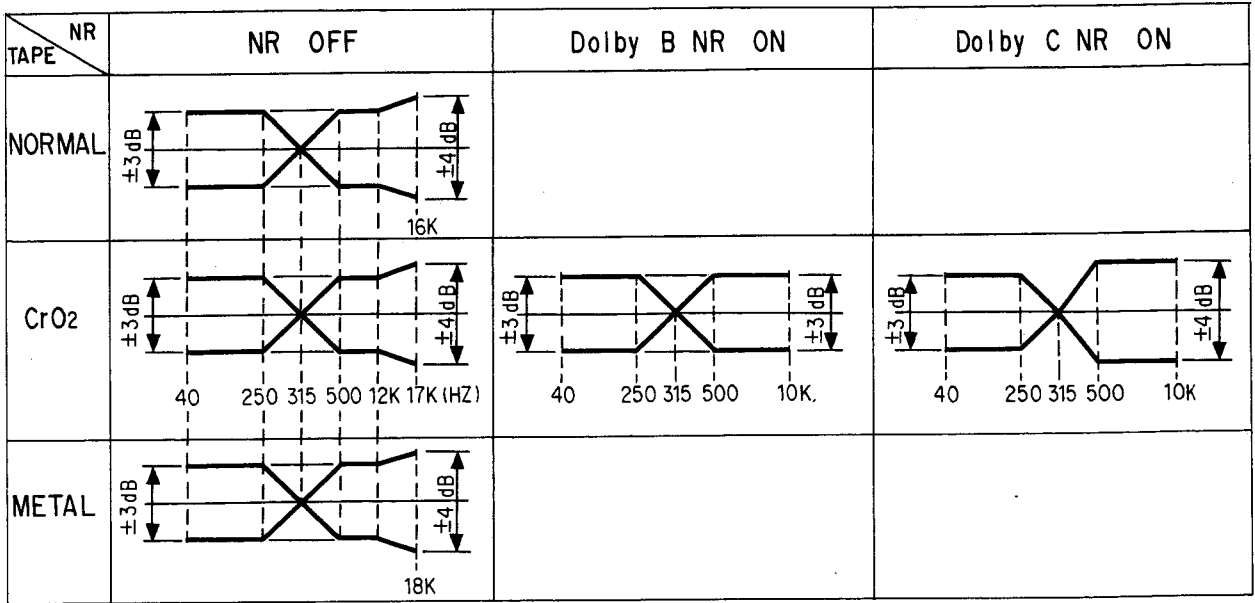 NR
TAPE
NR OFF
Dolby B NR ON
Dolby C NR ON
NORMAL
±3dB
±4dB
16K
CrO2
±3dB
±4dB
40 250 315 500 12K 17K (HZ)
±3dB
±3dB
40 250 315 500 10K
±3dB
±4dB
40 250 315 500 10K
METAL
±3dB
±4dB
18K